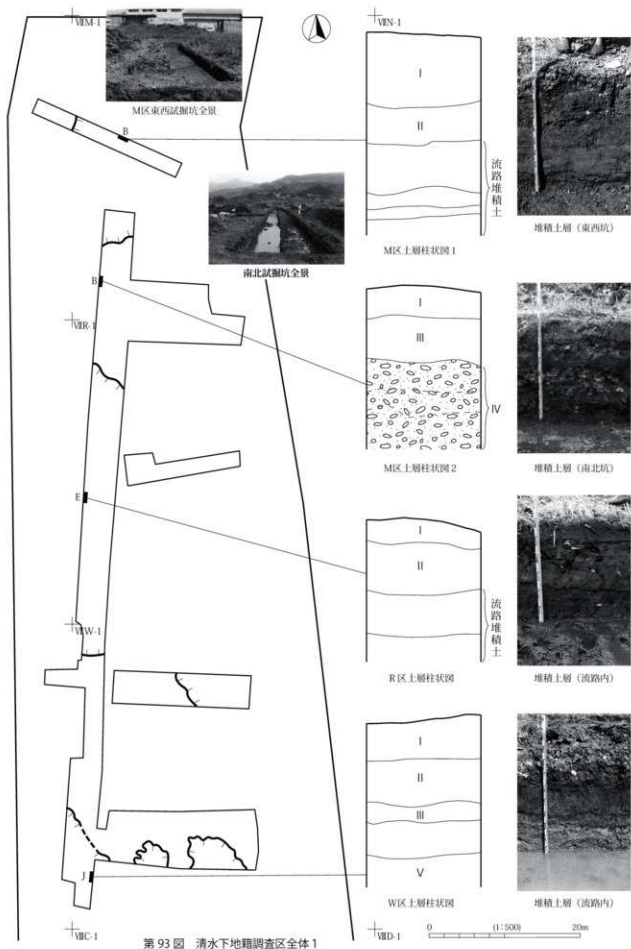 ⅧM-1
ⅧN-1
M区東西試掘坑全景
B
Ⅰ
Ⅱ
流路堆積土
M区土層柱状図1
堆積土層（東西坑）
南北試掘坑全景
B
ⅧR-1
Ⅰ
Ⅲ
Ⅳ
M区土層柱状図2
堆積土層（南北坑）
E
Ⅰ
Ⅱ
流路堆積土
R区土層柱状図
堆積土層（流路内）
ⅧW-1
Ⅰ
Ⅱ
Ⅲ
Ⅴ
W区土層柱状図
堆積土層（流路内）
J
ⅧC-1
ⅧD-1
0 (1:500) 20m
第93図 清水下地籍調査区全体1